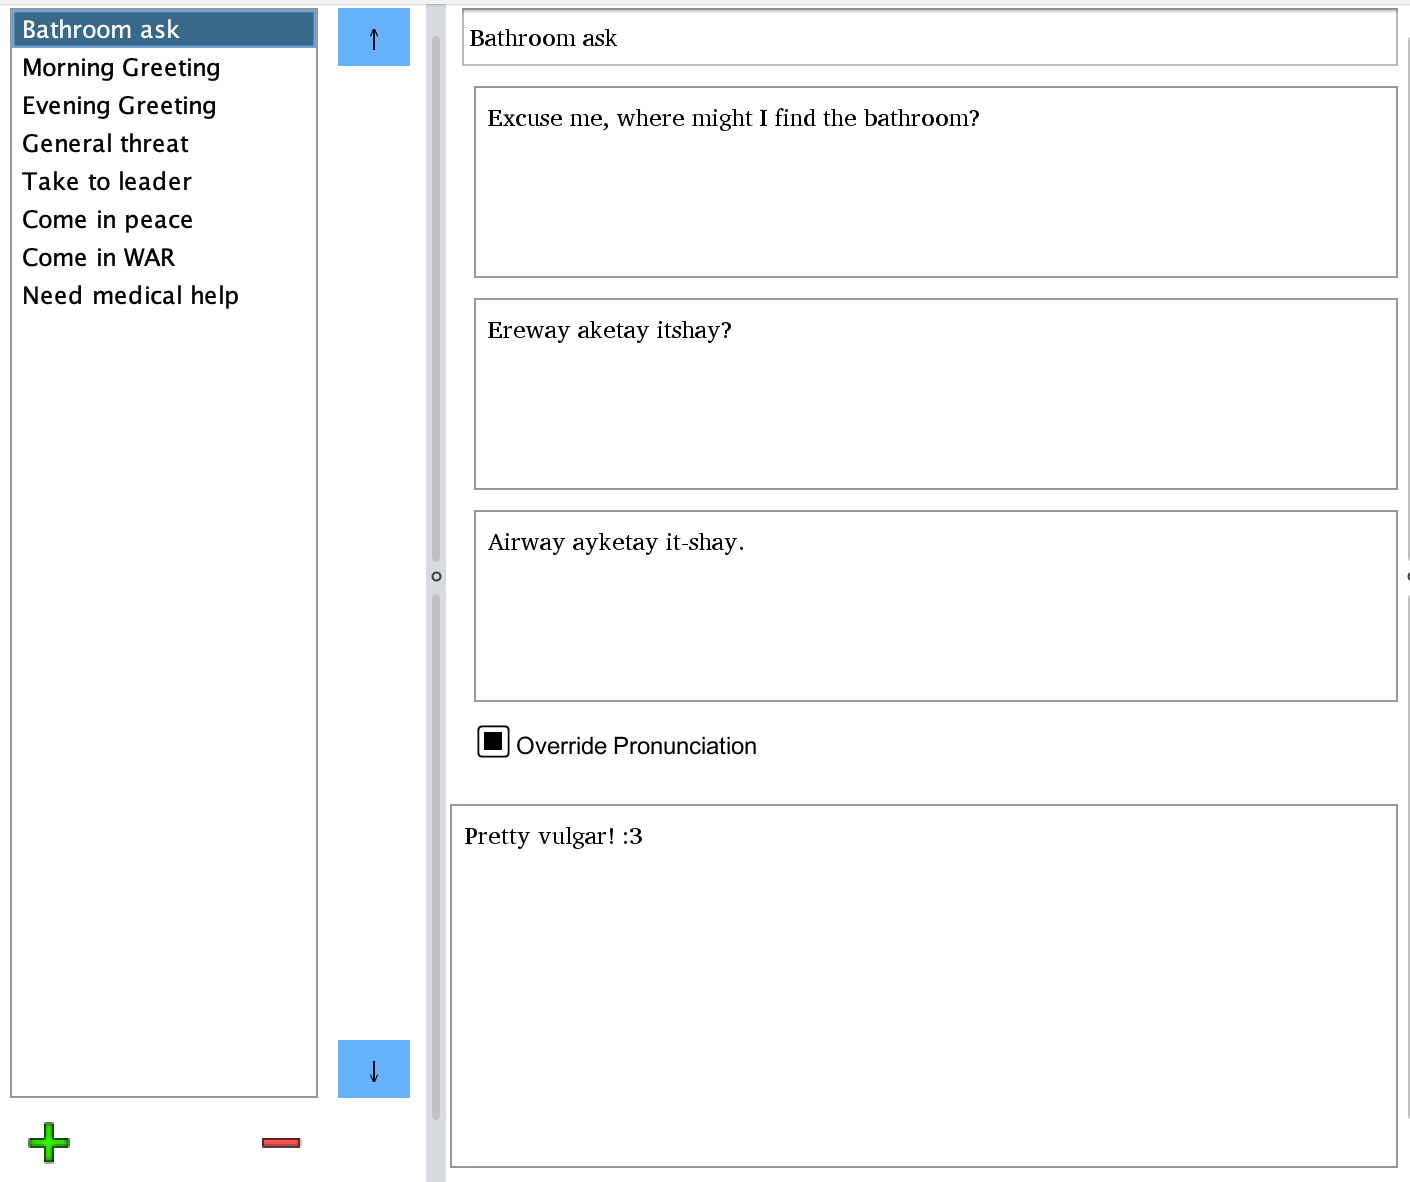 Bathroom ask
Morning Greeting
Evening Greeting
General threat
Take to leader
Come in peace
Come in WAR
Need medical help
↑
↓
Bathroom ask
Excuse me, where might I find the bathroom?
Ereway aketay itshay?
Airway ayketay it-shay.
Override Pronunciation
Pretty vulgar! :3